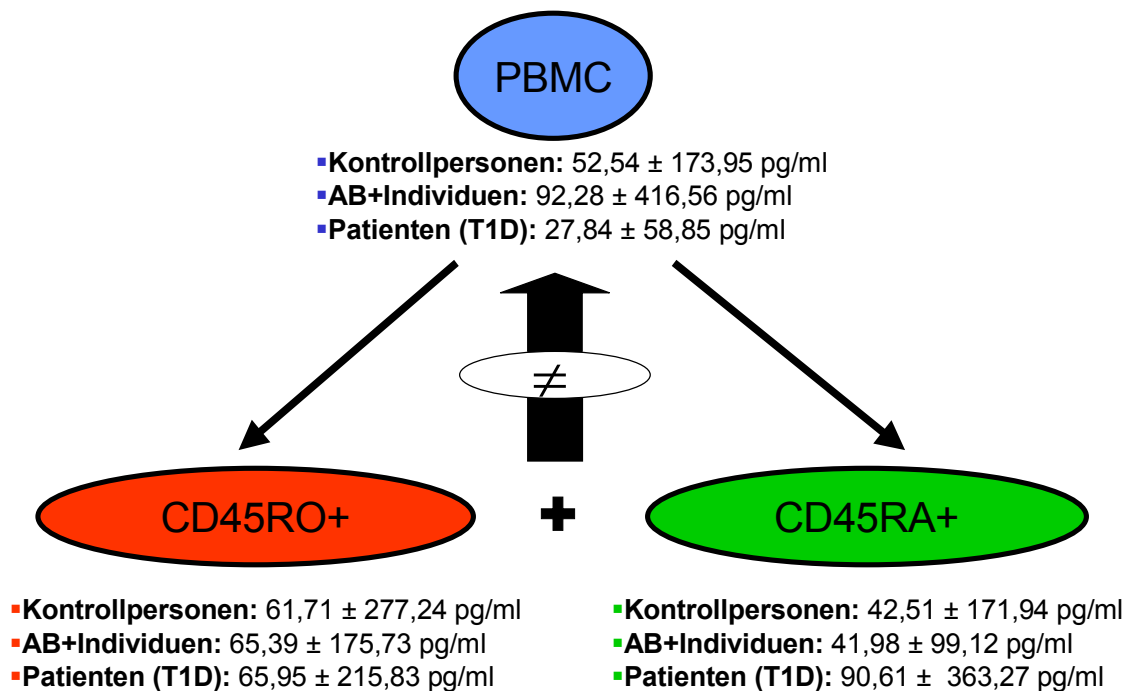 PBMC
▪Kontrollpersonen: 52,54 ± 173,95 pg/ml
▪AB+Individuen: 92,28 ± 416,56 pg/ml
▪Patienten (T1D): 27,84 ± 58,85 pg/ml
≠
CD45RO+
+
CD45RA+
▪Kontrollpersonen: 61,71 ± 277,24 pg/ml
▪AB+Individuen: 65,39 ± 175,73 pg/ml
▪Patienten (T1D): 65,95 ± 215,83 pg/ml
▪Kontrollpersonen: 42,51 ± 171,94 pg/ml
▪AB+Individuen: 41,98 ± 99,12 pg/ml
▪Patienten (T1D): 90,61 ± 363,27 pg/ml